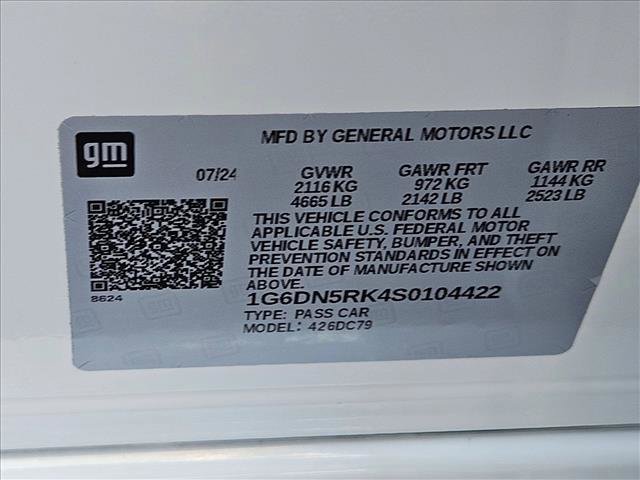 gm
MFD BY GENERAL MOTORS LLC
07/24 GVWR GAWR FRT GAWR RR
2116 KG 972 KG 1144 KG
4665 LB 2142 LB 2523 LB
THIS VEHICLE CONFORMS TO ALL
APPLICABLE U.S. FEDERAL MOTOR
VEHICLE SAFETY, BUMPER, AND THEFT
PREVENTION STANDARDS IN EFFECT ON
THE DATE OF MANUFACTURE SHOWN
ABOVE.
8624
1G6DN5RK4S0104422
TYPE: PASS CAR
MODEL: 426DC79